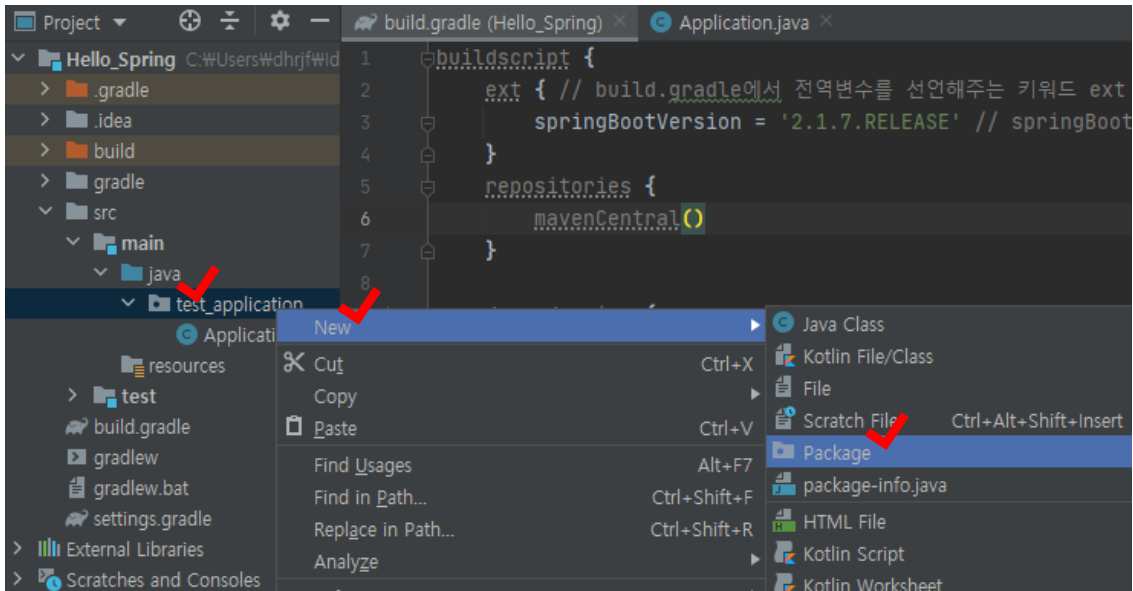 Project
build.gradle (Hello_Spring)
Application.java
Hello_Spring C:￦Users￦dhrjf￦Id
.gradle
.idea
build
gradle
src
main
java
test_application
Applicati
resources
test
build.gradle
gradlew
gradlew.bat
settings.gradle
External Libraries
Scratches and Consoles
1 buildscript {
2 ext { // build.gradle에서 전역변수를 선언해주는 키워드 ext
3 springBootVersion = '2.1.7.RELEASE' // springBoot
4 }
5 repositories {
6 mavenCentral()
7 }
8
New
Cut Ctrl+X
Copy
Paste Ctrl+V
Find Usages Alt+F7
Find in Path... Ctrl+Shift+F
Replace in Path... Ctrl+Shift+R
Analyze
Java Class
Kotlin File/Class
File
Scratch File Ctrl+Alt+Shift+Insert
Package
package-info.java
HTML File
Kotlin Script
Kotlin Worksheet